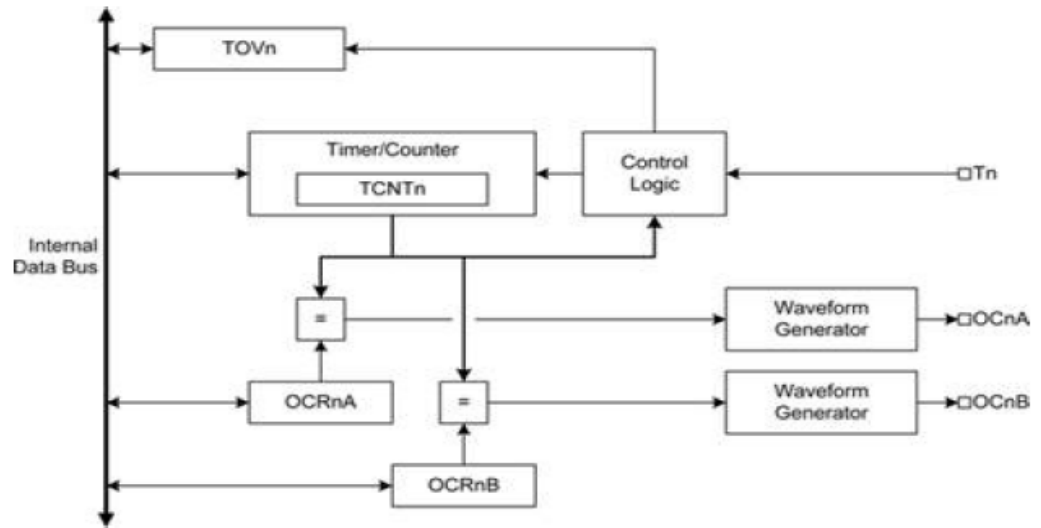 TOVn
Timer/Counter
TCNTn
Control
Logic
Tn
Internal
Data Bus
=
Waveform
Generator
OCnA
OCRnA
=
Waveform
Generator
OCnB
OCRnB